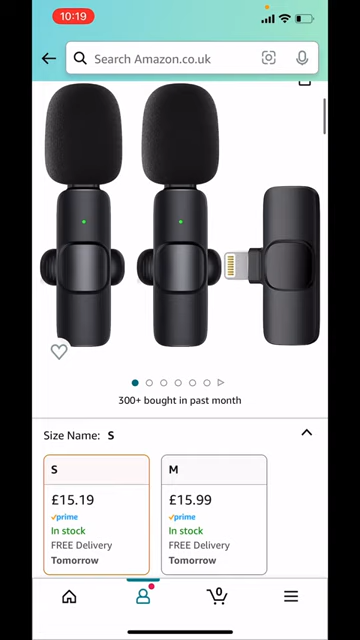 10:19
Search Amazon.co.uk
300+ bought in past month
Size Name: S
S
£15.19
prime
In stock
FREE Delivery
Tomorrow
M
£15.99
prime
In stock
FREE Delivery
Tomorrow
0